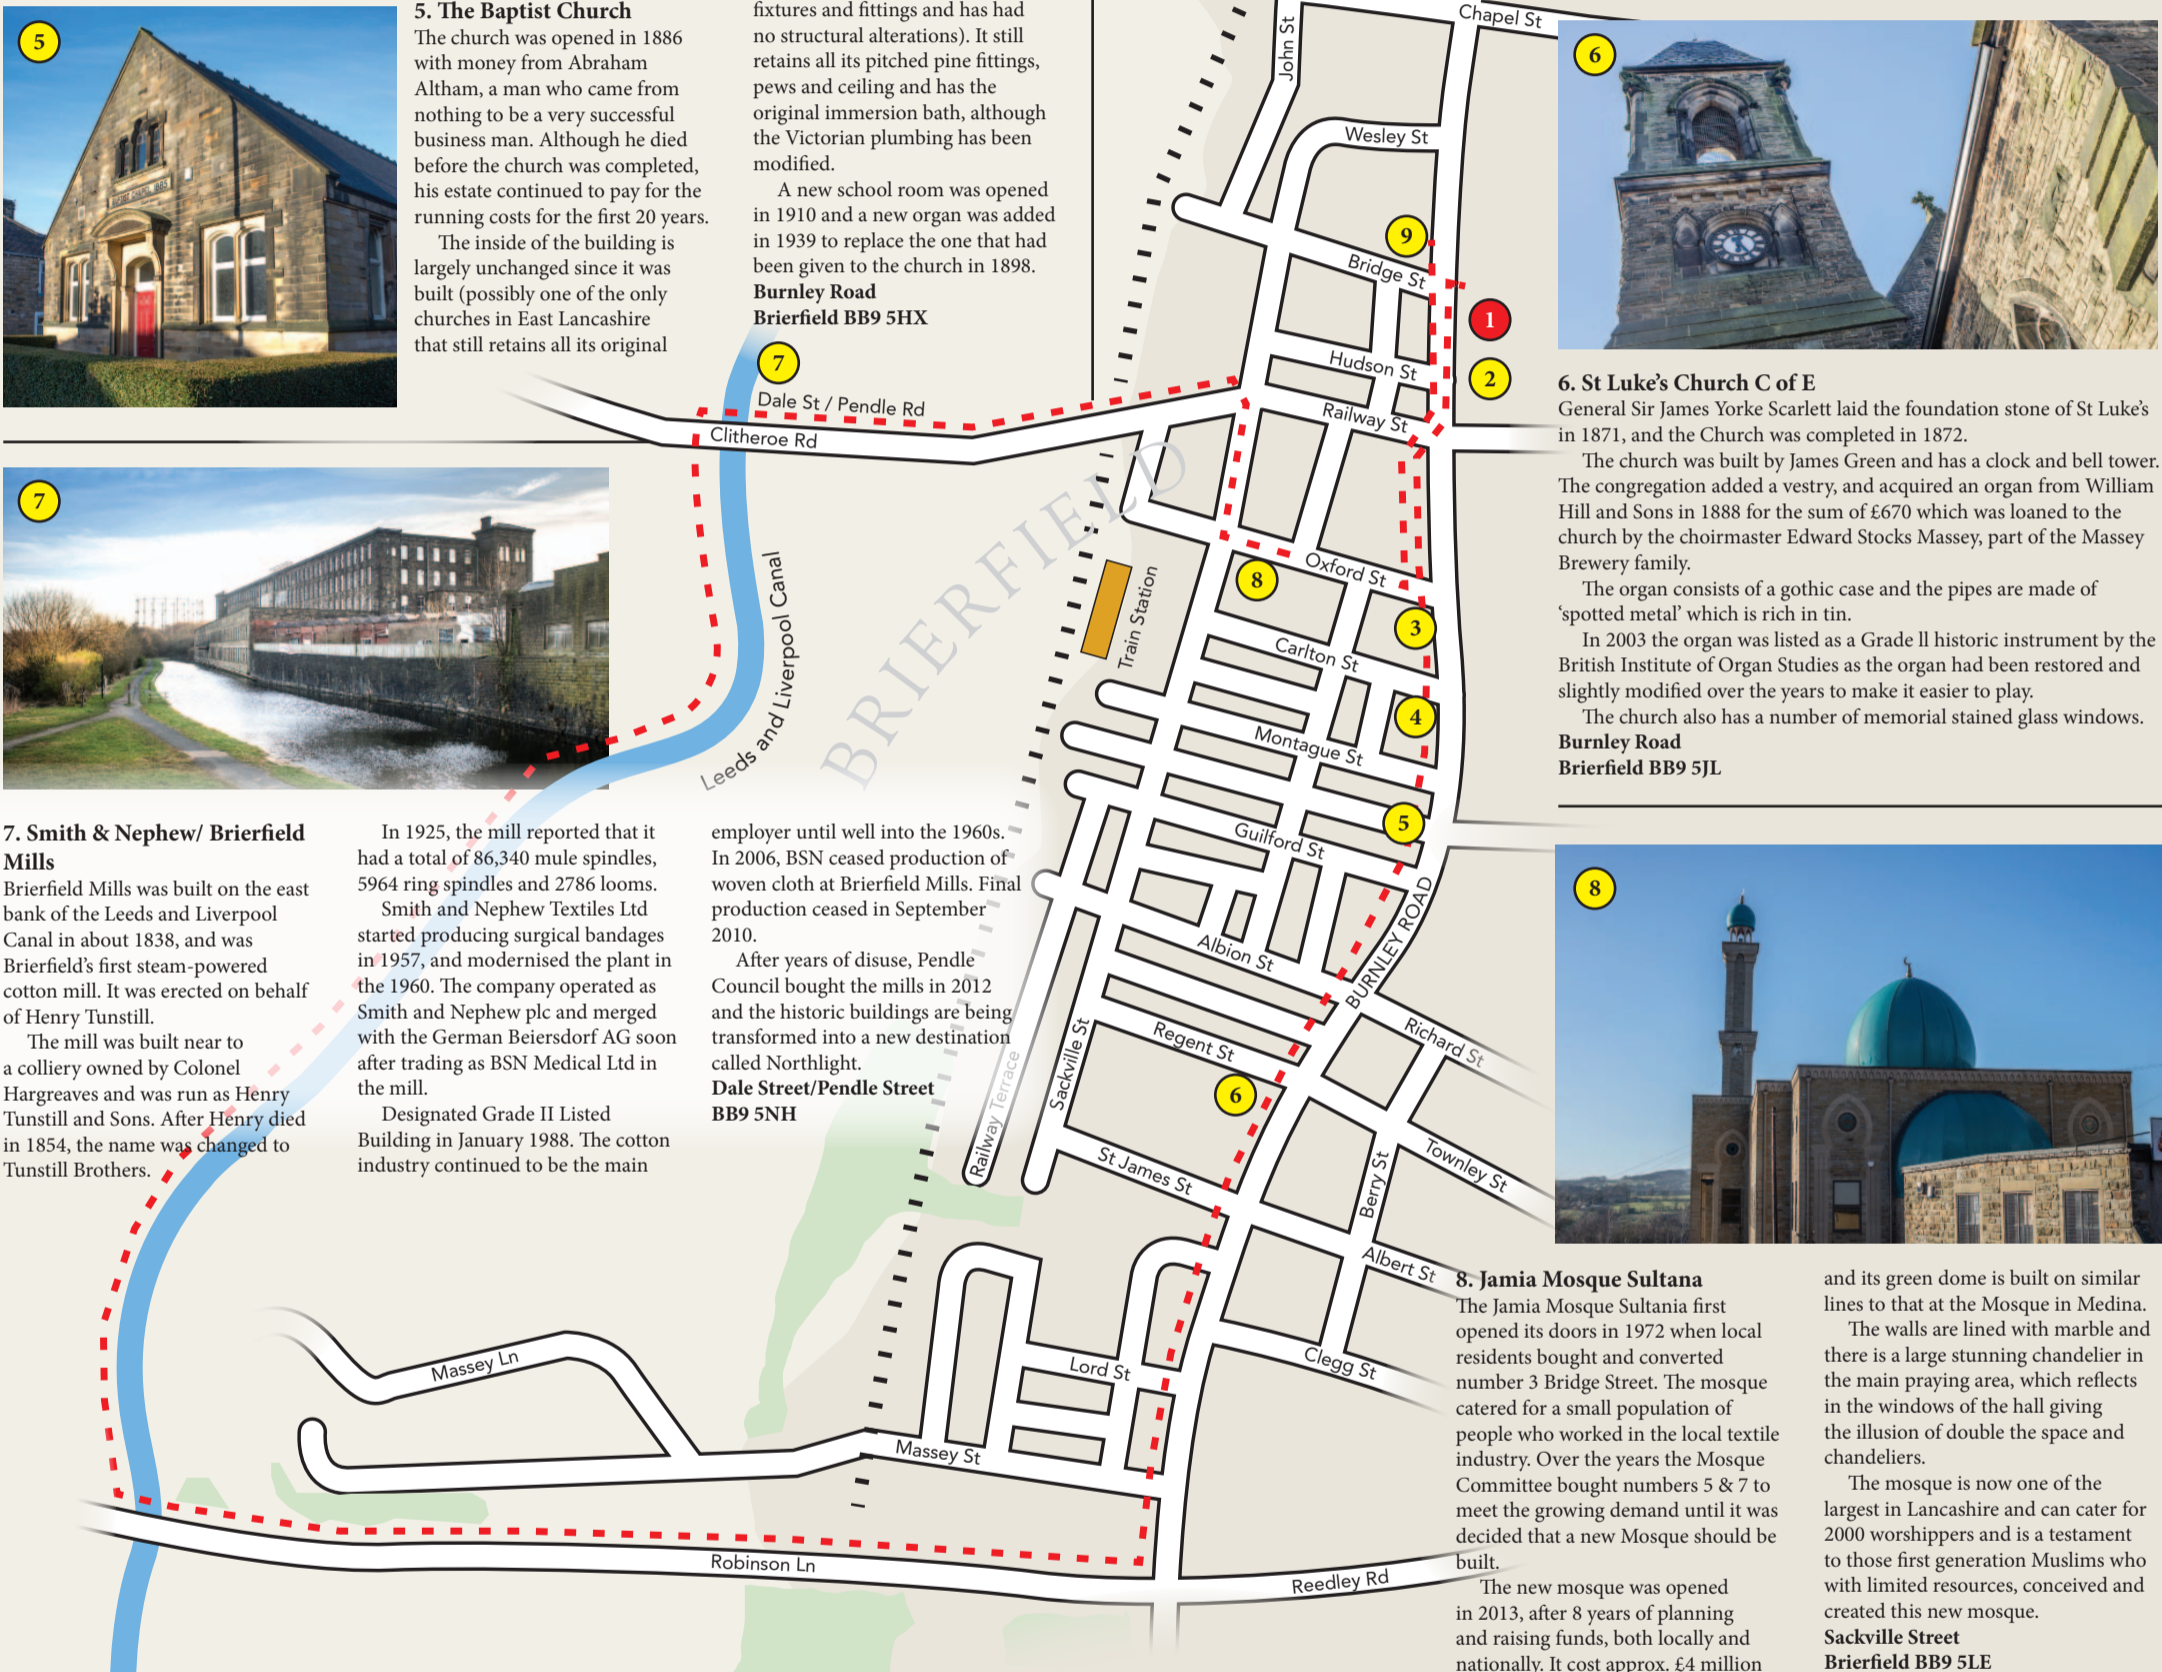 5
5. The Baptist Church
The church was opened in 1886
with money from Abraham
Altham, a man who came from
nothing to be a very successful
business man. Although he died
before the church was completed,
his estate continued to pay for the
running costs for the first 20 years.
The inside of the building is
largely unchanged since it was
built (possibly one of the only
churches in East Lancashire
that still retains all its original
fixtures and fittings and has had
no structural alterations). It still
retains all its pitched pine fittings,
pews and ceiling and has the
original immersion bath, although
the Victorian plumbing has been
modified.
A new school room was opened
in 1910 and a new organ was added
in 1939 to replace the one that had
been given to the church in 1898.
Burnley Road
Brierfield BB9 5HX
6
6. St Luke's Church C of E
General Sir James Yorke Scarlett laid the foundation stone of St Luke's
in 1871, and the Church was completed in 1872.
The church was built by James Green and has a clock and bell tower.
The congregation added a vestry, and acquired an organ from William
Hill and Sons in 1888 for the sum of £670 which was loaned to the
church by the choirmaster Edward Stocks Massey, part of the Massey
Brewery family.
The organ consists of a gothic case and the pipes are made of
‘spotted metal’ which is rich in tin.
In 2003 the organ was listed as a Grade ll historic instrument by the
British Institute of Organ Studies as the organ had been restored and
slightly modified over the years to make it easier to play.
The church also has a number of memorial stained glass windows.
Burnley Road
Brierfield BB9 5JL
7
7. Smith & Nephew/ Brierfield
Mills
Brierfield Mills was built on the east
bank of the Leeds and Liverpool
Canal in about 1838, and was
Brierfield's first steam-powered
cotton mill. It was erected on behalf
of Henry Tunstill.
The mill was built near to
a colliery owned by Colonel
Hargreaves and was run as Henry
Tunstill and Sons. After Henry died
in 1854, the name was changed to
Tunstill Brothers.
In 1925, the mill reported that it
had a total of 86,340 mule spindles,
5964 ring spindles and 2786 looms.
Smith and Nephew Textiles Ltd
started producing surgical bandages
in 1957, and modernised the plant in
the 1960. The company operated as
Smith and Nephew plc and merged
with the German Beiersdorf AG soon
after trading as BSN Medical Ltd in
the mill.
Designated Grade II Listed
Building in January 1988. The cotton
industry continued to be the main
employer until well into the 1960s.
In 2006, BSN ceased production of
woven cloth at Brierfield Mills. Final
production ceased in September
2010.
After years of disuse, Pendle
Council bought the mills in 2012
and the historic buildings are being
transformed into a new destination
called Northlight.
Dale Street/Pendle Street
BB9 5NH
8
8. Jamia Mosque Sultana
The Jamia Mosque Sultania first
opened its doors in 1972 when local
residents bought and converted
number 3 Bridge Street. The mosque
catered for a small population of
people who worked in the local textile
industry. Over the years the Mosque
Committee bought numbers 5 & 7 to
meet the growing demand until it was
decided that a new Mosque should be
built.
The new mosque was opened
in 2013, after 8 years of planning
and raising funds, both locally and
nationally. It cost approx. £4 million
and its green dome is built on similar
lines to that at the Mosque in Medina.
The walls are lined with marble and
there is a large stunning chandelier in
the main praying area, which reflects
in the windows of the hall giving
the illusion of double the space and
chandeliers.
The mosque is now one of the
largest in Lancashire and can cater for
2000 worshippers and is a testament
to those first generation Muslims who
with limited resources, conceived and
created this new mosque.
Sackville Street
Brierfield BB9 5LE
Chapel St
John St
Wesley St
9
Bridge St
1
Hudson St
2
7
Dale St / Pendle Rd
Clitheroe Rd
Railway St
BRIERFIELD
Leeds and Liverpool Canal
Train Station
Oxford St
8
3
Carlton St
4
Montague St
5
Guilford St
BURNLEY ROAD
Albion St
Richard St
Regent St
Sackville St
Railway Terrace
6
Townley St
St James St
Berry St
Albert St
Clegg St
Lord St
Massey Ln
Massey St
Robinson Ln
Reedley Rd